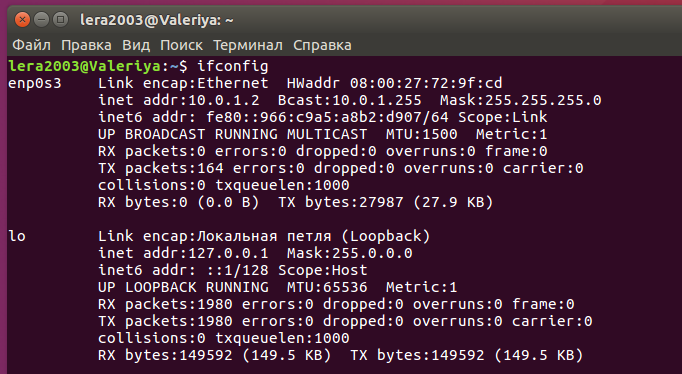 lera2003@Valeriya: ~
Файл Правка Вид Поиск Терминал Справка
lera2003@Valeriya:~$ ifconfig
enp0s3    Link encap:Ethernet  HWaddr 08:00:27:72:9f:cd
          inet addr:10.0.1.2  Bcast:10.0.1.255  Mask:255.255.255.0
          inet6 addr: fe80::966:c9a5:a8b2:d907/64 Scope:Link
          UP BROADCAST RUNNING MULTICAST  MTU:1500  Metric:1
          RX packets:0 errors:0 dropped:0 overruns:0 frame:0
          TX packets:164 errors:0 dropped:0 overruns:0 carrier:0
          collisions:0 txqueuelen:1000
          RX bytes:0 (0.0 B)  TX bytes:27987 (27.9 KB)

lo        Link encap:Локальная петля (Loopback)
          inet addr:127.0.0.1  Mask:255.0.0.0
          inet6 addr: ::1/128 Scope:Host
          UP LOOPBACK RUNNING  MTU:65536  Metric:1
          RX packets:1980 errors:0 dropped:0 overruns:0 frame:0
          TX packets:1980 errors:0 dropped:0 overruns:0 carrier:0
          collisions:0 txqueuelen:1000
          RX bytes:149592 (149.5 KB)  TX bytes:149592 (149.5 KB)